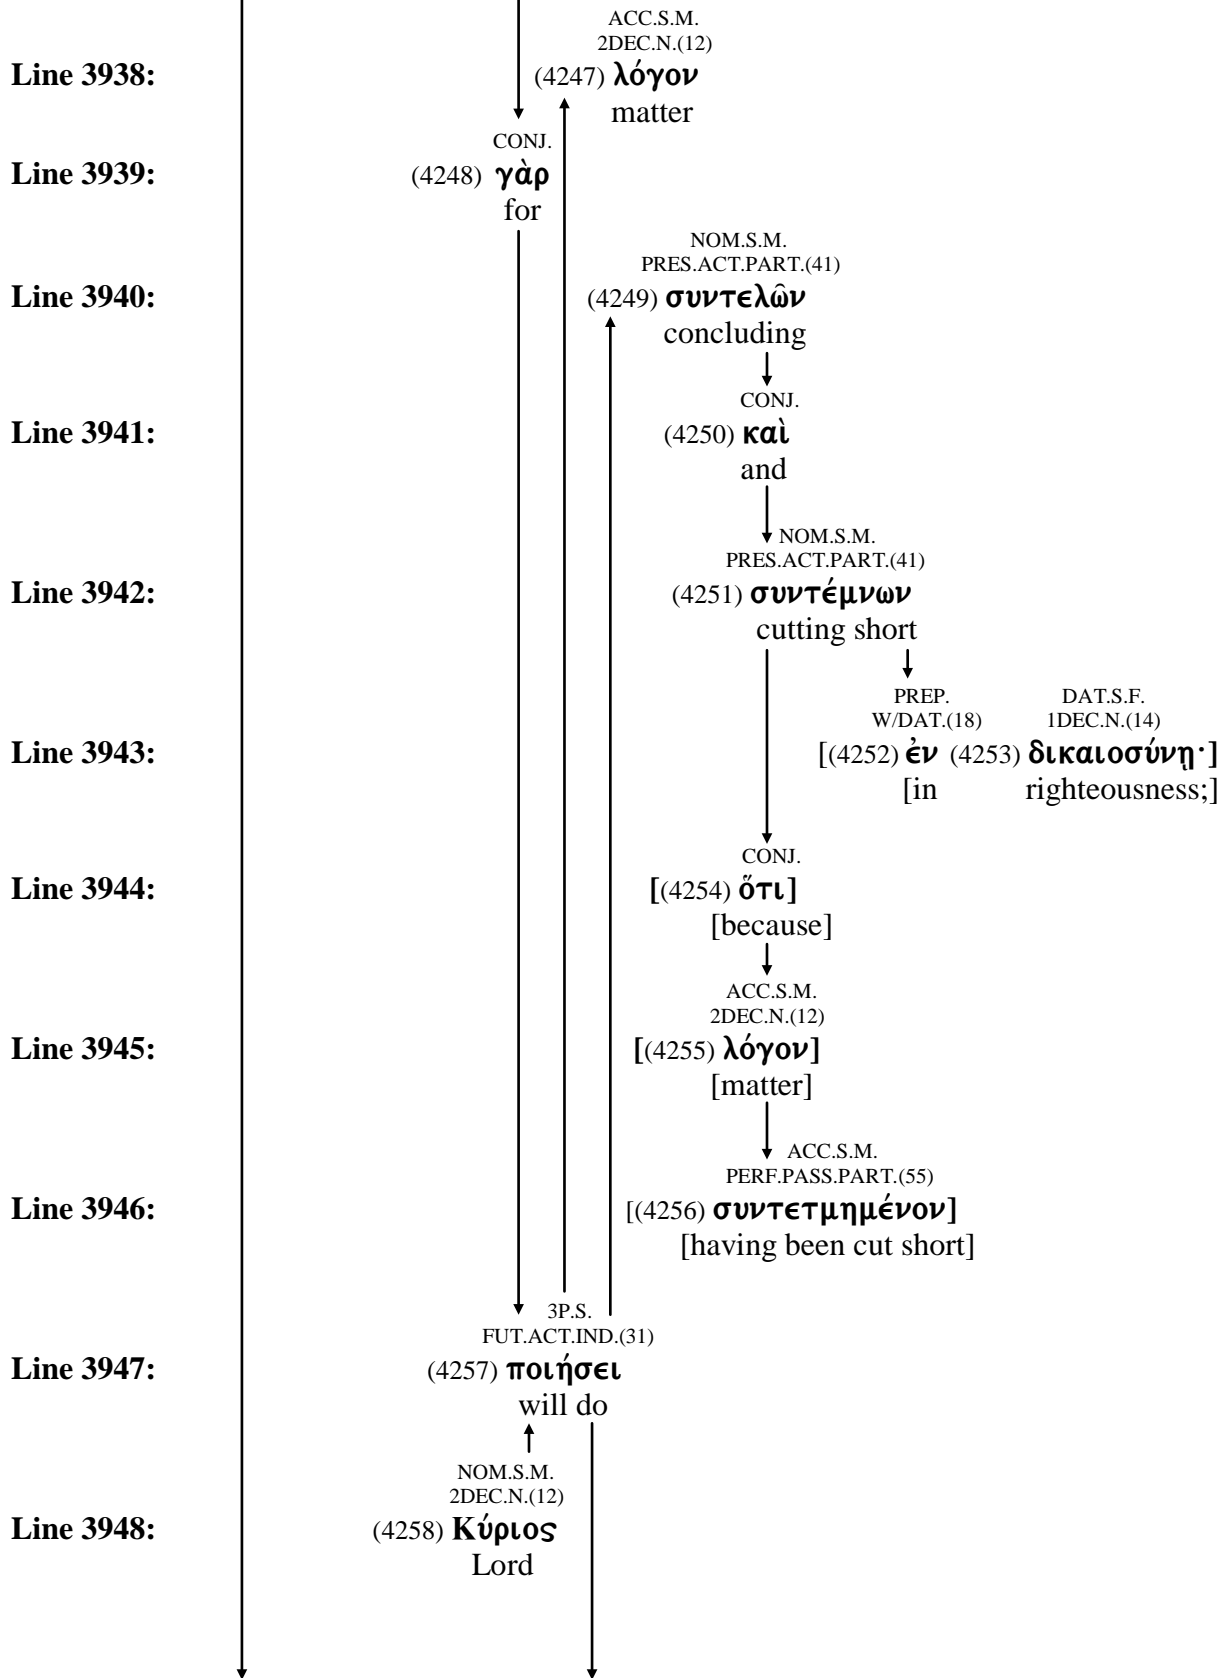 ACC.S.M.
2DEC.N.(12)
Line 3938: (4247) λόγον
matter
CONJ.
Line 3939: (4248) γὰρ
for
NOM.S.M.
PRES.ACT.PART.(41)
Line 3940: (4249) συντελῶν
concluding
CONJ.
Line 3941: (4250) καὶ
and
NOM.S.M.
PRES.ACT.PART.(41)
Line 3942: (4251) συντέμνων
cutting short
PREP. DAT.S.F.
W/DAT.(18) 1DEC.N.(14)
Line 3943: [(4252) ἐν (4253) δικαιοσύνῃ·]
[in righteousness;]
CONJ.
Line 3944: [(4254) ὅτι]
[because]
ACC.S.M.
2DEC.N.(12)
Line 3945: [(4255) λόγον]
[matter]
ACC.S.M.
PERF.PASS.PART.(55)
Line 3946: [(4256) συντετμημένον]
[having been cut short]
3P.S.
FUT.ACT.IND.(31)
Line 3947: (4257) ποιήσει
will do
NOM.S.M.
2DEC.N.(12)
Line 3948: (4258) Κύριος
Lord